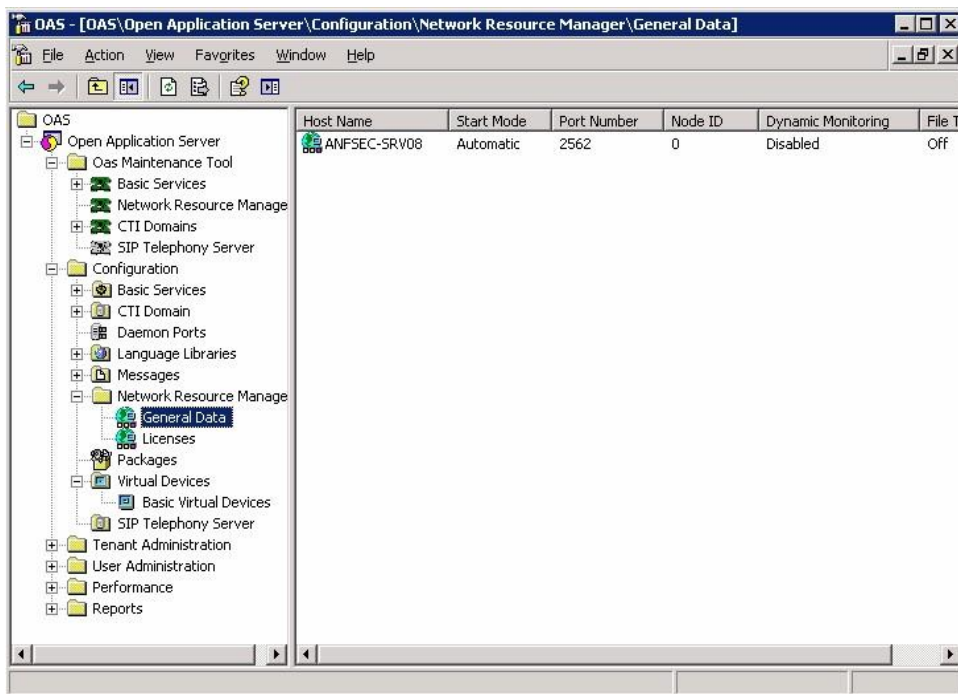 OAS - [OAS\Open Application Server\Configuration\Network Resource Manager\General Data]
File Action View Favorites Window Help
OAS
Open Application Server
Oas Maintenance Tool
Basic Services
Network Resource Manage
CTI Domains
SIP Telephony Server
Configuration
Basic Services
CTI Domain
Daemon Ports
Language Libraries
Messages
Network Resource Manage
General Data
Licenses
Packages
Virtual Devices
Basic Virtual Devices
SIP Telephony Server
Tenant Administration
User Administration
Performance
Reports
Host Name Start Mode Port Number Node ID Dynamic Monitoring File T
ANFSEC-SRV08 Automatic 2562 0 Disabled Off